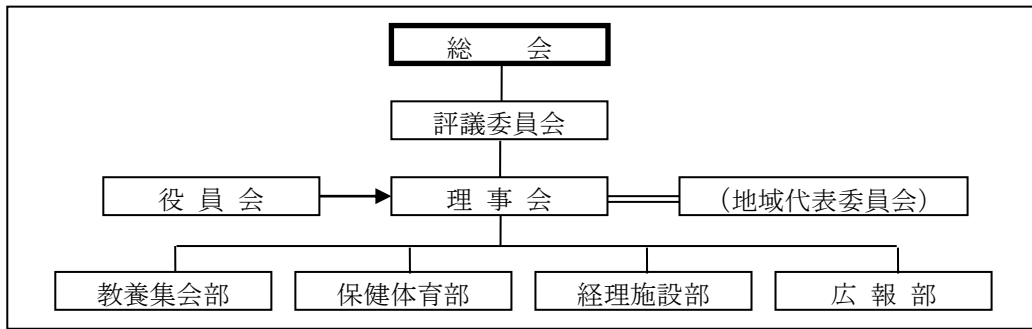 総　　会
評議委員会
役 員 会　理 事 会　（地域代表委員会）
教養集会部　保健体育部　経理施設部　広 報 部